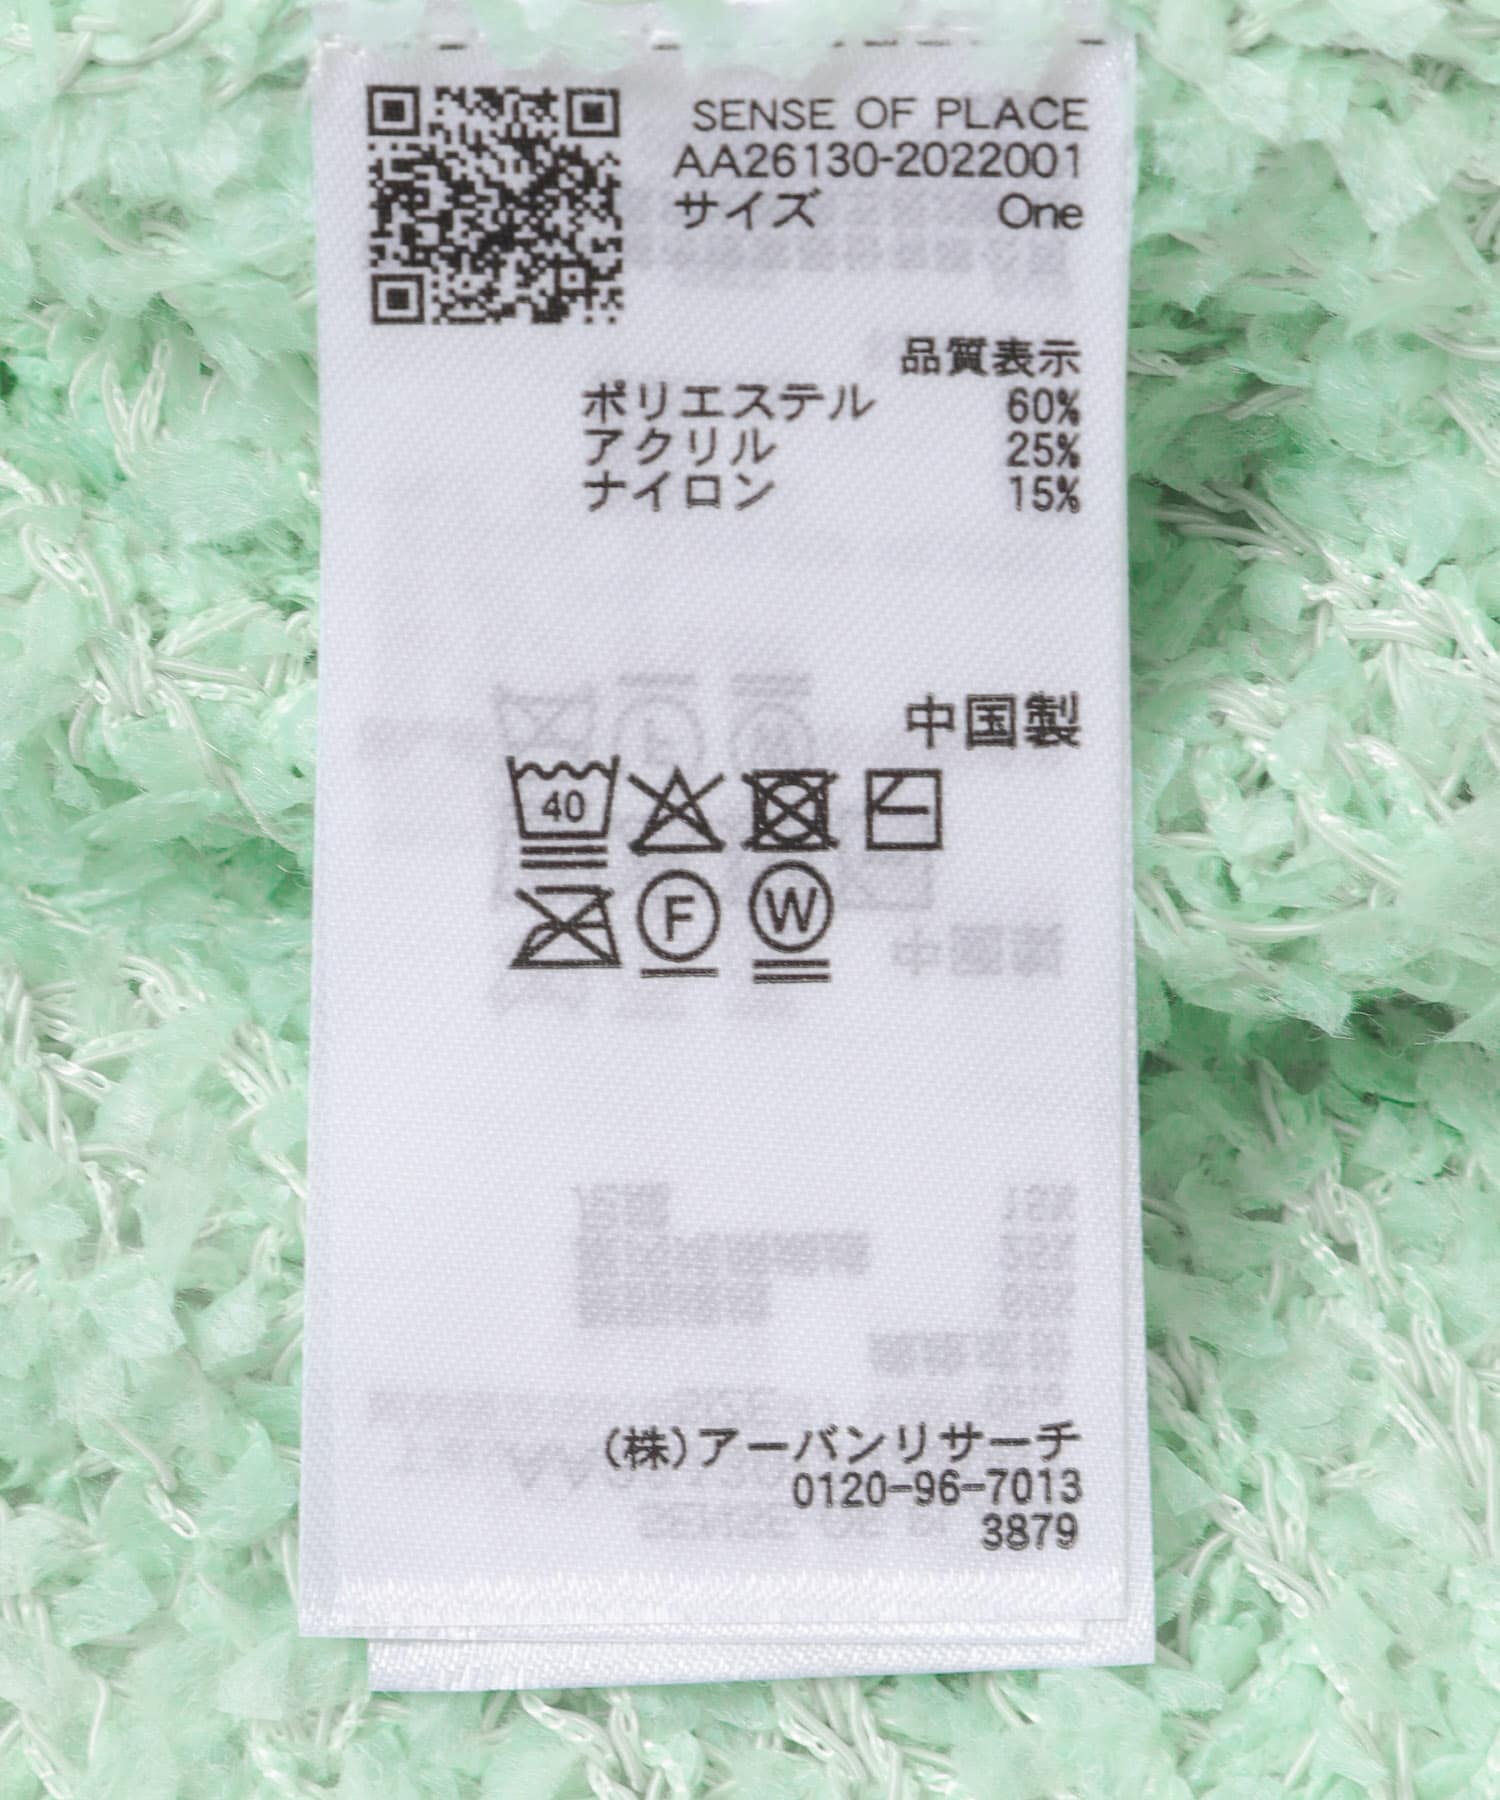 SENSE OF PLACE
AA26130-2022001
サイズ One
品質表示
ポリエステル 60%
アクリル 25%
ナイロン 15%
中国製
40
F W
(株)アーバンリサーチ
0120-96-7013
3879